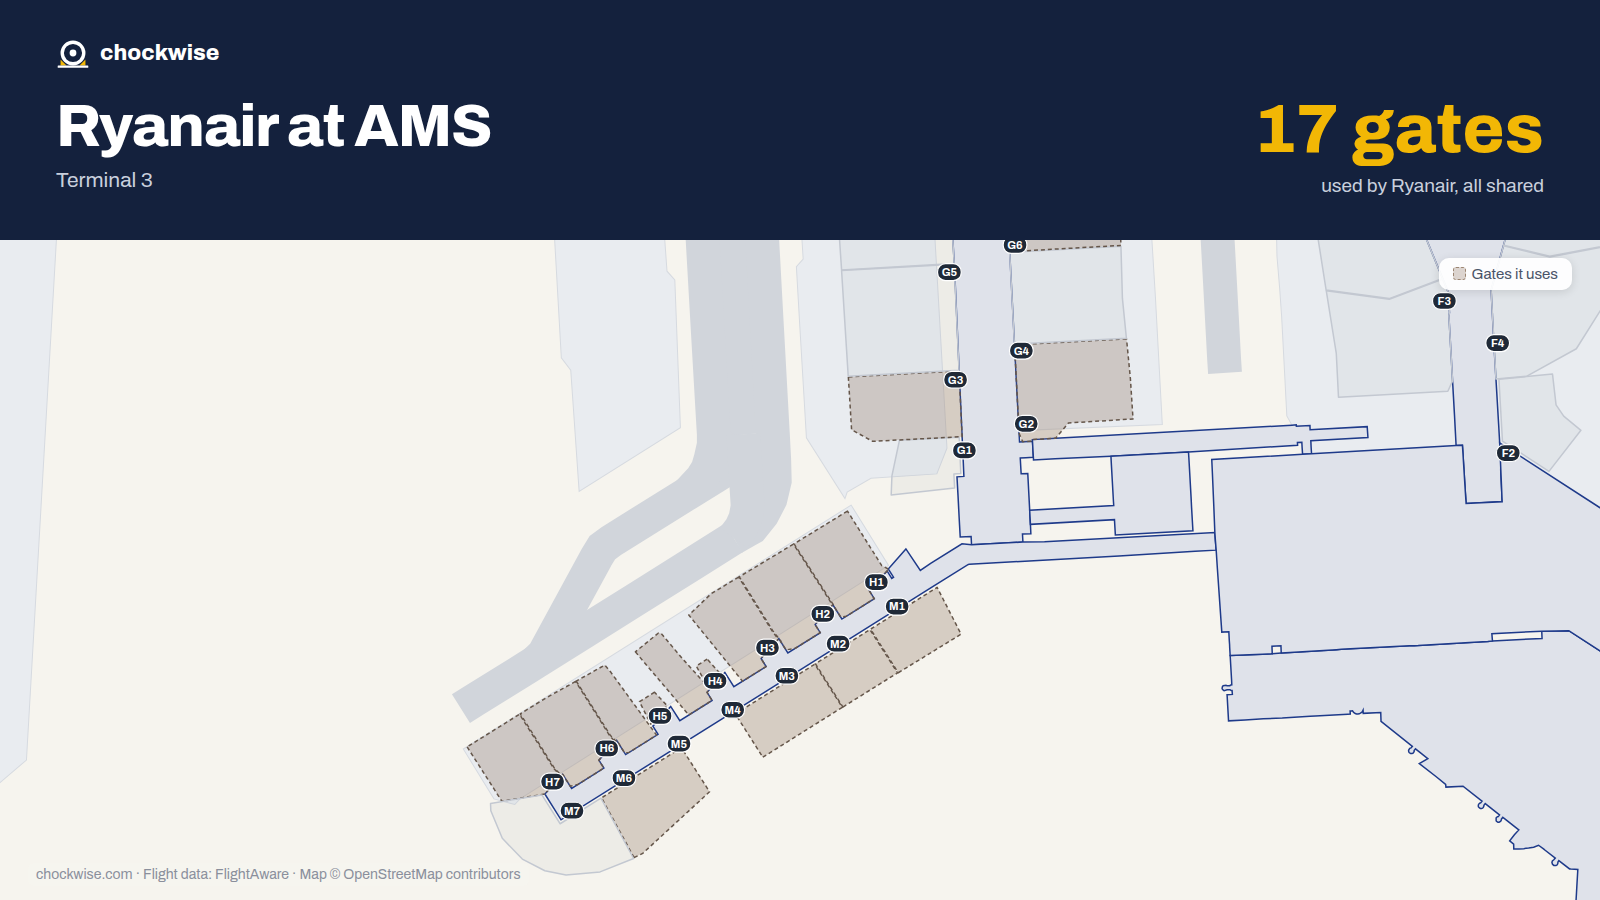 chockwise
Ryanair at AMS
Terminal 3
17 gates
used by Ryanair, all shared
Gates it uses
G6
G5
F3
F4
G4
G3
G2
G1
F2
H1
M1
H2
M2
H3
M3
H4
M4
H5
M5
H6
M6
H7
M7
chockwise.com · Flight data: FlightAware · Map © OpenStreetMap contributors